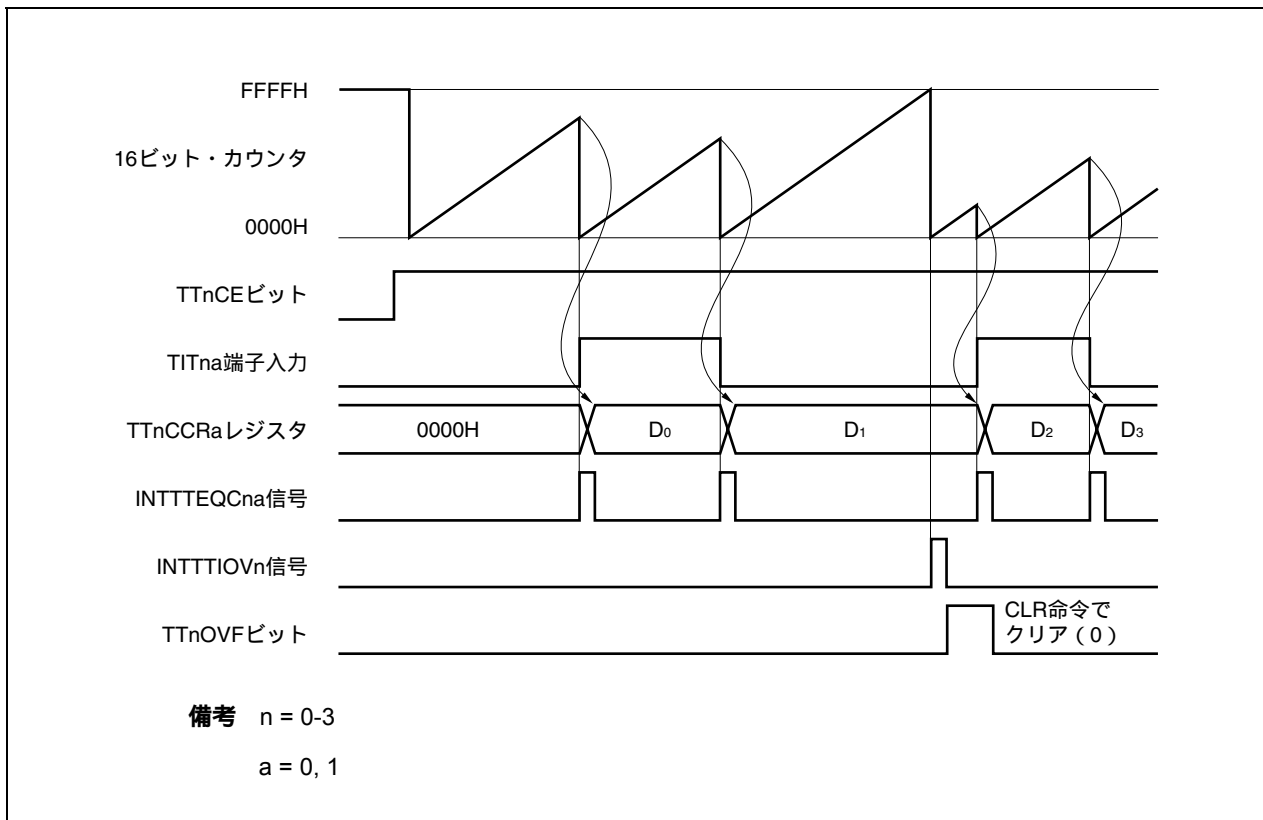 FFFFH
16ビット・カウンタ
0000H
TTnCEビット
TITna端子入力
TTnCCRaレジスタ
0000H
D0
D1
D2
D3
INTTTEQCna信号
INTTTIOVn信号
TTnOVFビット
CLR命令で
クリア(0)
備考 n = 0-3
a = 0, 1